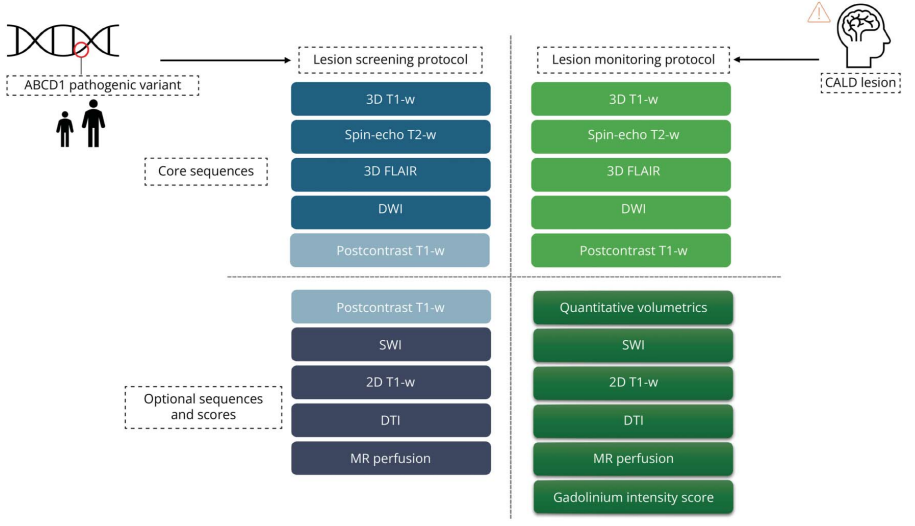 ABCD1 pathogenic variant
Lesion screening protocol
Lesion monitoring protocol
CALD lesion
Core sequences
3D T1-w
Spin-echo T2-w
3D FLAIR
DWI
Postcontrast T1-w
3D T1-w
Spin-echo T2-w
3D FLAIR
DWI
Postcontrast T1-w
Optional sequences
and scores
Postcontrast T1-w
SWI
2D T1-w
DTI
MR perfusion
Quantitative volumetrics
SWI
2D T1-w
DTI
MR perfusion
Gadolinium intensity score